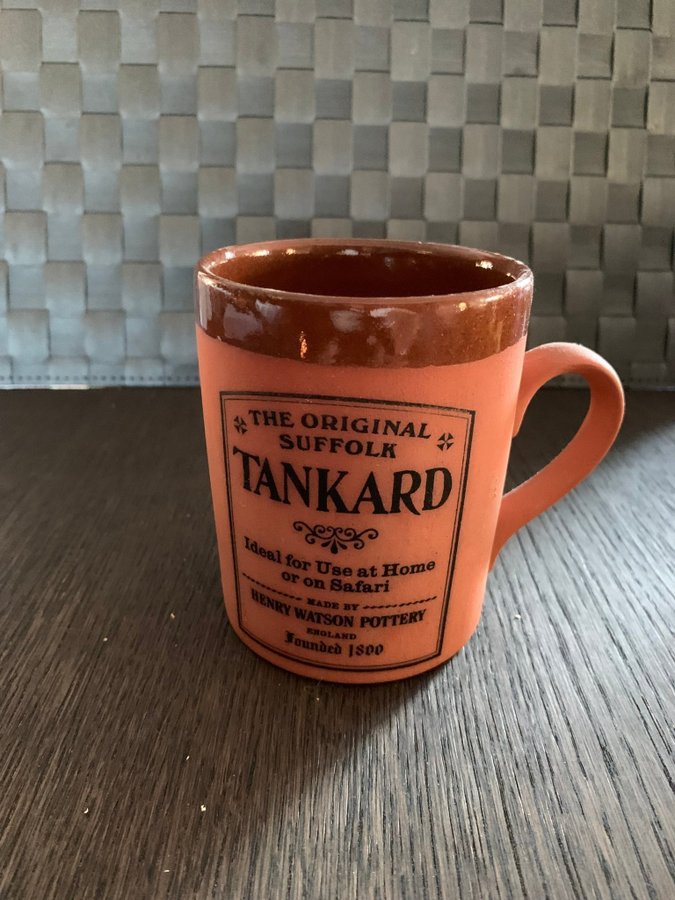 THE ORIGINAL
SUFFOLK
TANKARD
Ideal for Use at Home
or on Safari
MADE BY
HENRY WATSON POTTERY
ENGLAND
Founded 1800